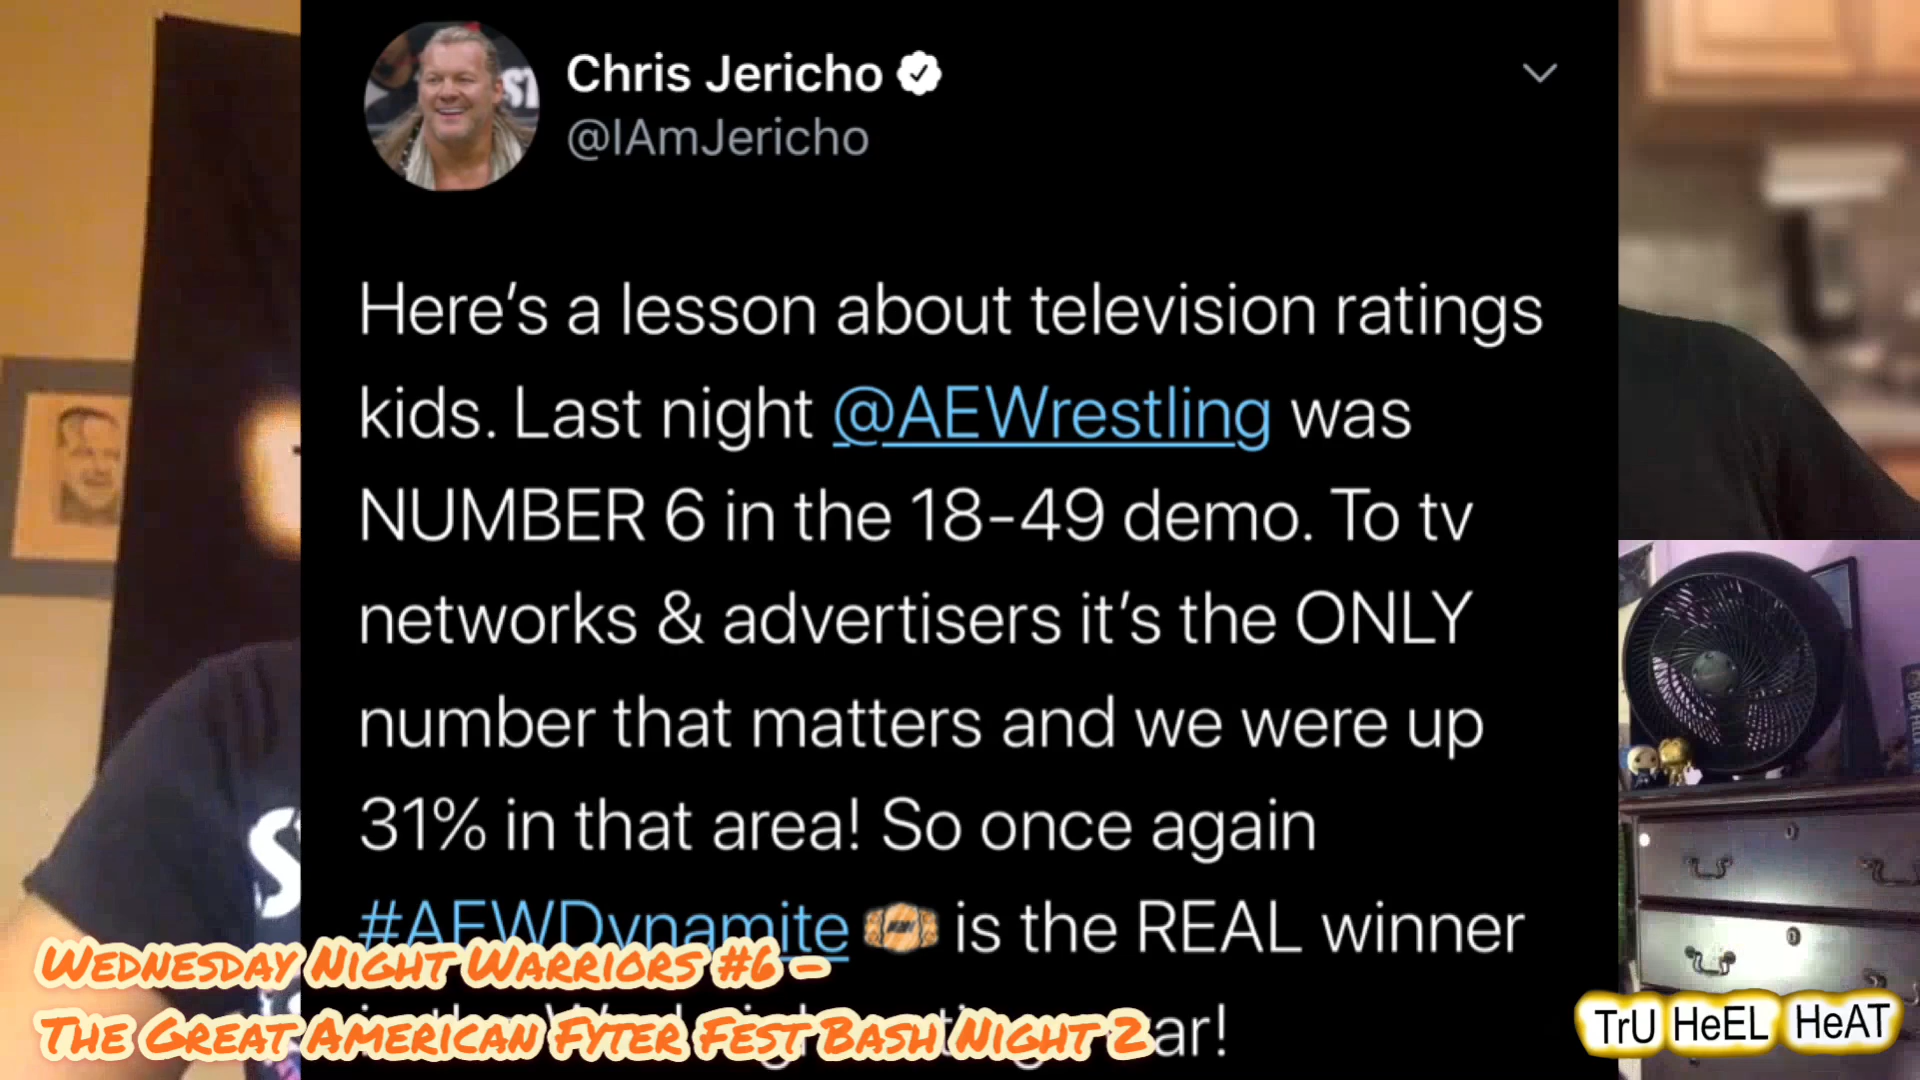 Chris Jericho
@IAmJericho
Here's a lesson about television ratings
kids. Last night @AEWrestling was
NUMBER 6 in the 18-49 demo. To tv
networks & advertisers it's the ONLY
number that matters and we were up
31% in that area! So once again
#AEWDynamite is the REAL winner
WEDNESDAY NIGHT WARRIORS #6 -
THE GREAT AMERICAN FYTER FEST BASH NIGHT 2
TrU HeEL HeAT